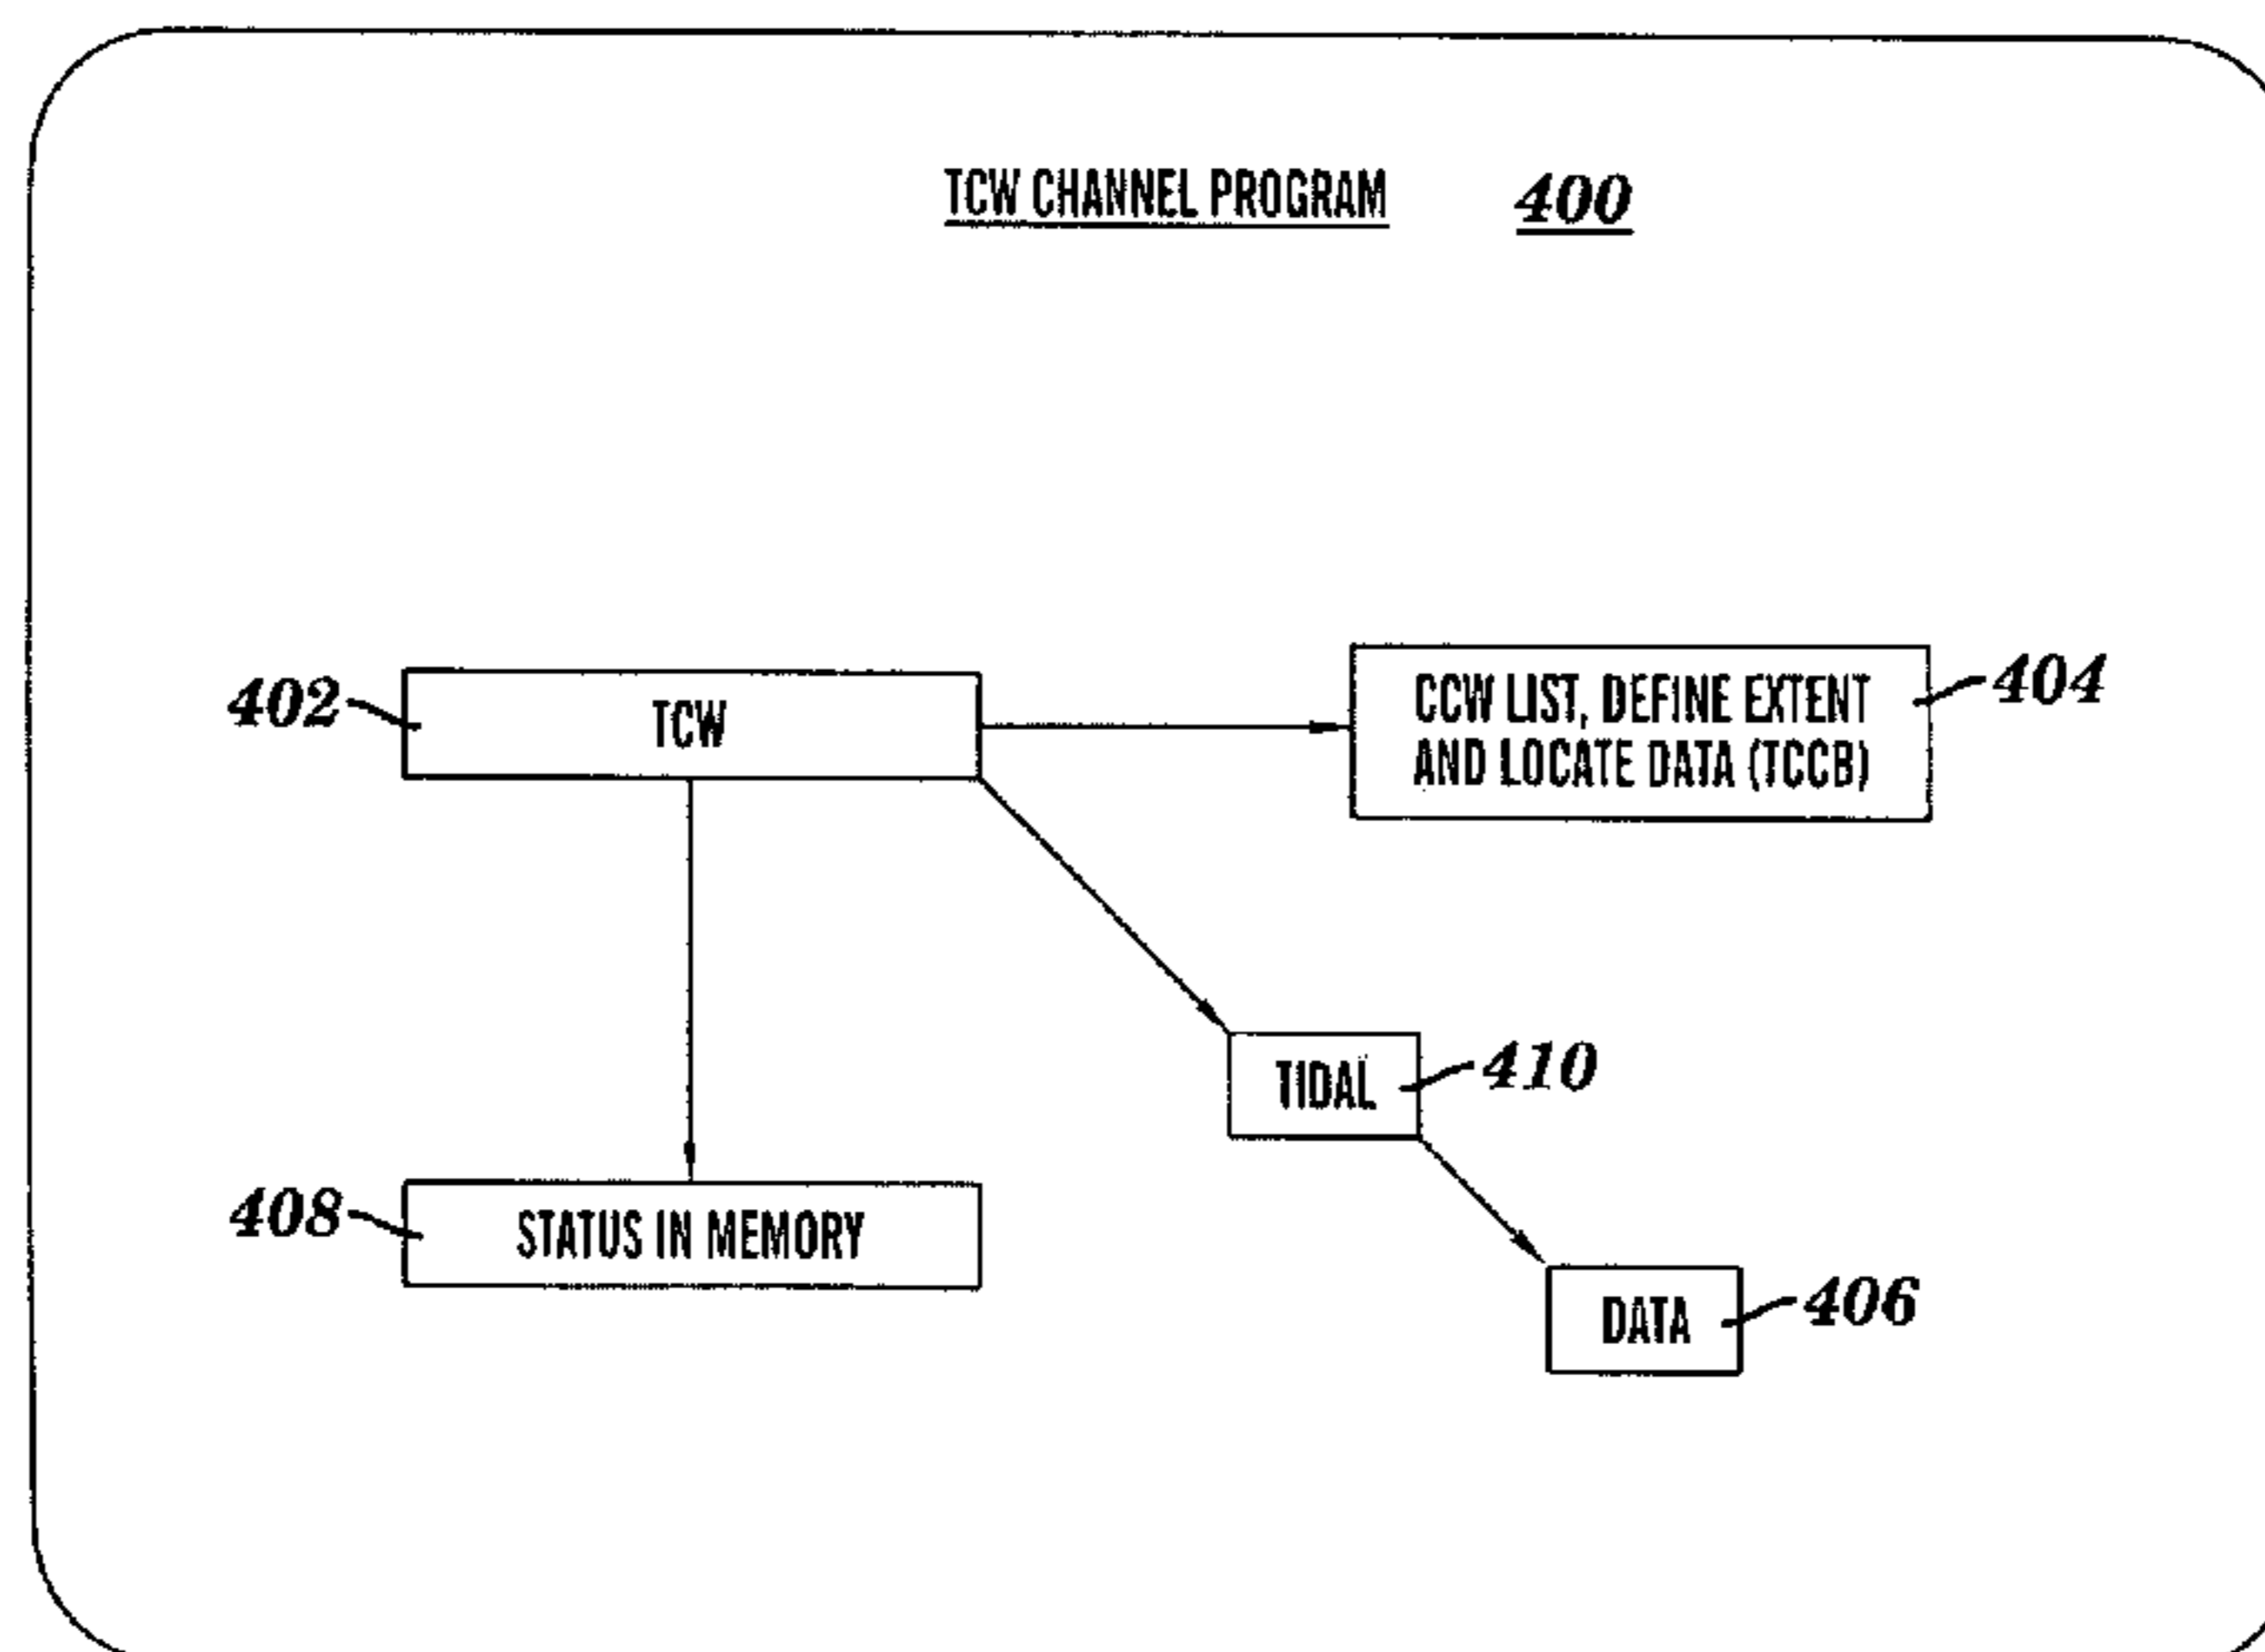 TCW CHANNEL PROGRAM 400
402 TCW
CCW LIST, DEFINE EXTENT
AND LOCATE DATA (TCCB)
404
TIDAL 410
408 STATUS IN MEMORY
DATA 406